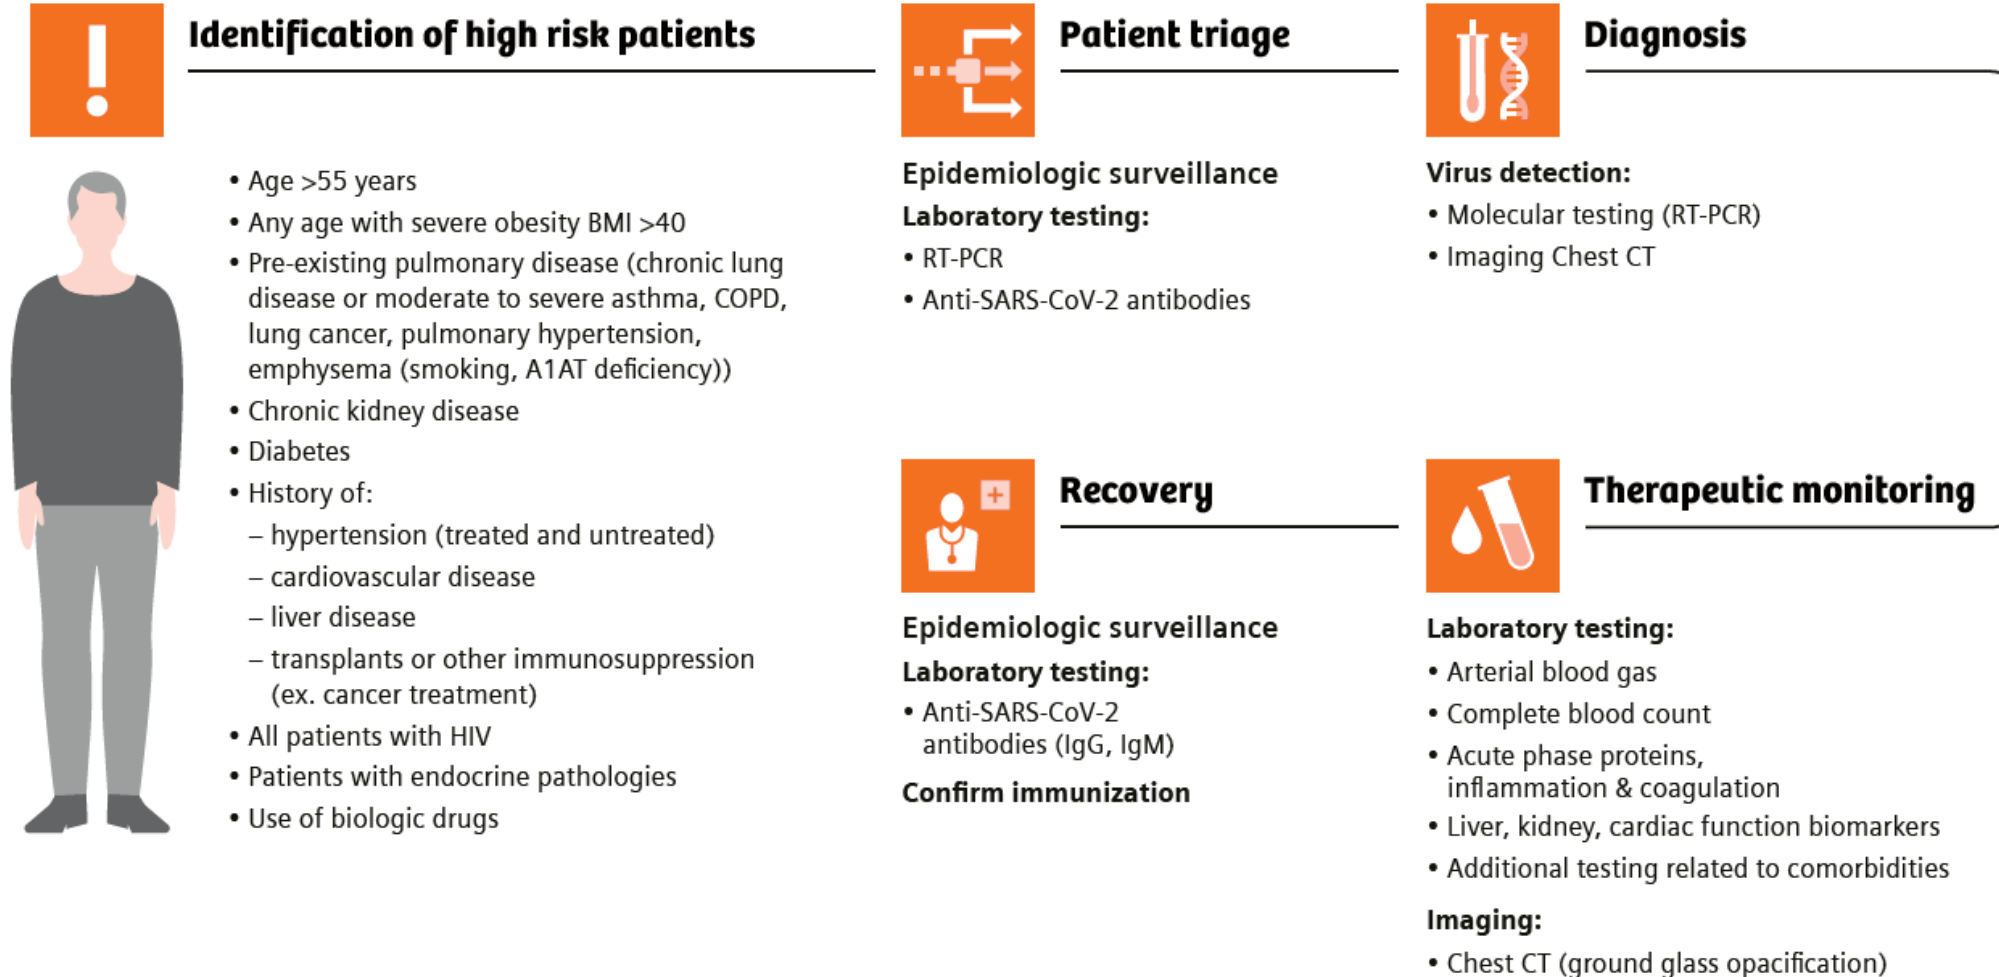 Identification of high risk patients
• Age >55 years
• Any age with severe obesity BMI >40
• Pre-existing pulmonary disease (chronic lung
disease or moderate to severe asthma, COPD,
lung cancer, pulmonary hypertension,
emphysema (smoking, A1AT deficiency))
• Chronic kidney disease
• Diabetes
• History of:
– hypertension (treated and untreated)
– cardiovascular disease
– liver disease
– transplants or other immunosuppression
(ex. cancer treatment)
• All patients with HIV
• Patients with endocrine pathologies
• Use of biologic drugs
Patient triage
Epidemiologic surveillance
Laboratory testing:
• RT-PCR
• Anti-SARS-CoV-2 antibodies
Diagnosis
Virus detection:
• Molecular testing (RT-PCR)
• Imaging Chest CT
Recovery
Epidemiologic surveillance
Laboratory testing:
• Anti-SARS-CoV-2
antibodies (IgG, IgM)
Confirm immunization
Therapeutic monitoring
Laboratory testing:
• Arterial blood gas
• Complete blood count
• Acute phase proteins,
inflammation & coagulation
• Liver, kidney, cardiac function biomarkers
• Additional testing related to comorbidities
Imaging:
• Chest CT (ground glass opacification)